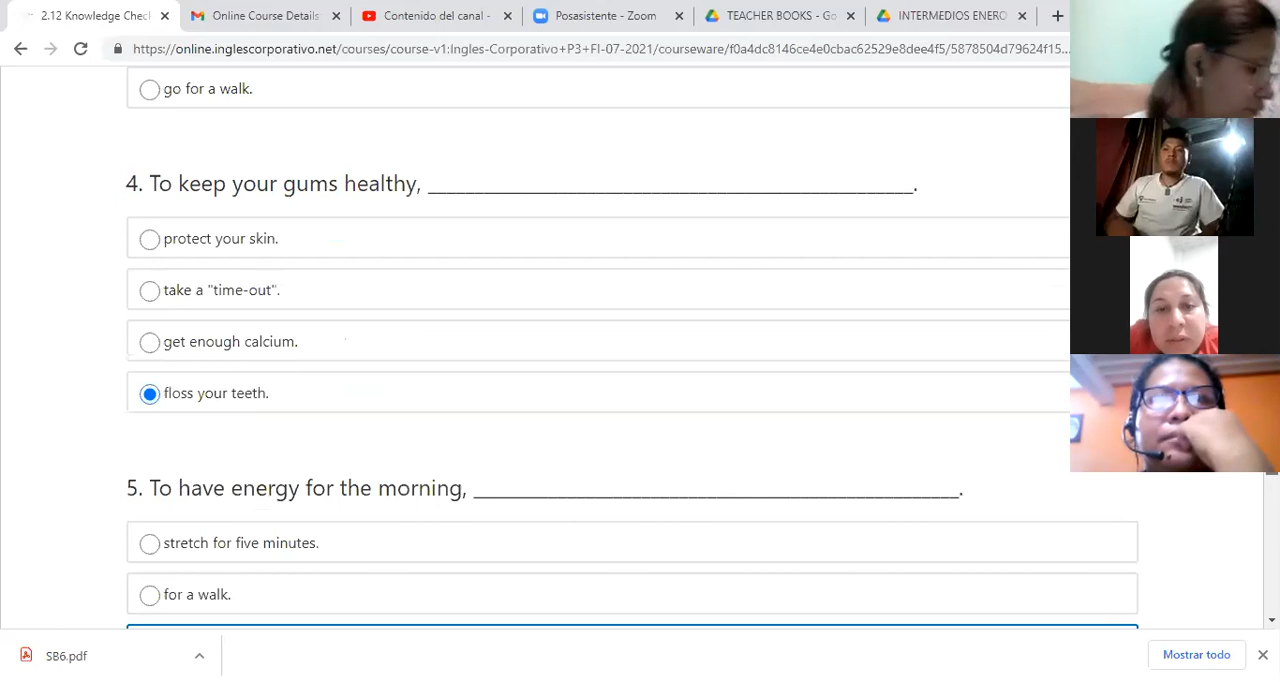 2.12 Knowledge Chec
Online Course Details
Contenido del canal -
Posasistente - Zoom
TEACHER BOOKS - Go
INTERMEDIOS ENERO
https://online.inglescorporativo.net/courses/course-v1:Ingles-Corporativo+P3+FI-07-2021/courseware/f0a4dc8146ce4e0cbac62529e8dee4f5/5878504d79624f15...
go for a walk.
4. To keep your gums healthy, ______________________________.
protect your skin.
take a "time-out".
get enough calcium.
floss your teeth.
5. To have energy for the morning, ______________________________.
stretch for five minutes.
for a walk.
SB6.pdf
Mostrar todo